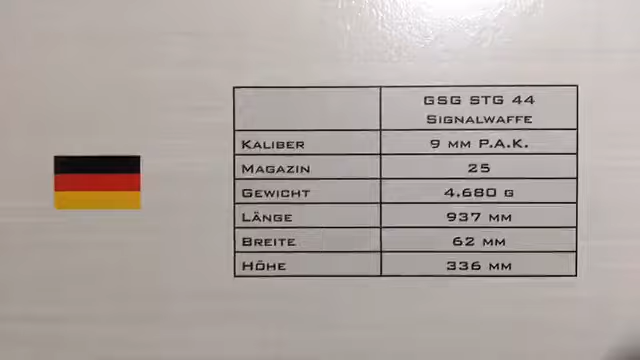 GSG STG 44
SIGNALWAFFE
KALIBER 9 MM P.A.K.
MAGAZIN 25
GEWICHT 4.680 G
LÄNGE 937 MM
BREITE 62 MM
HÖHE 336 MM